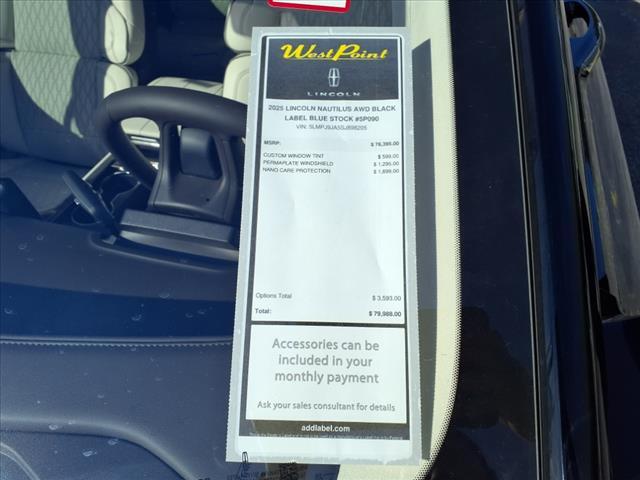 WestPoint
LINCOLN
2025 LINCOLN NAUTILUS AWD BLACK
LABEL BLUE STOCK #5P090
VIN: 5LMPJ9JA5SJ898205
MSRP: $ 76,395.00
CUSTOM WINDOW TINT $ 599.00
PERMAPLATE WINDSHIELD $ 1,295.00
NANO CARE PROTECTION $ 1,699.00
Options Total $ 3,593.00
Total: $ 79,988.00
Accessories can be
included in your
monthly payment
Ask your sales consultant for details
addlabel.com